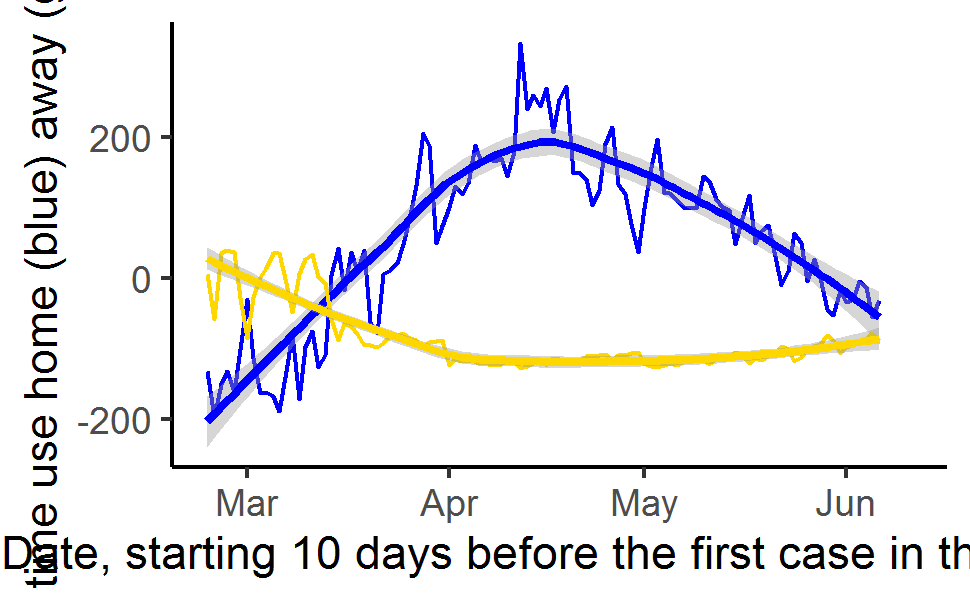 time use home (blue) away (
200
0
-200
Mar Apr May Jun
Date, starting 10 days before the first case in th